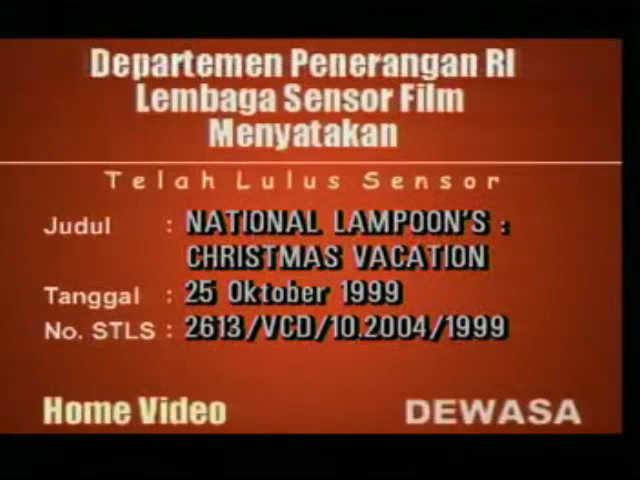 Departemen Penerangan RI
Lembaga Sensor Film
Menyatakan
Telah Lulus Sensor
Judul : NATIONAL LAMPOON'S :
CHRISTMAS VACATION
Tanggal : 25 Oktober 1999
No. STLS : 2613/VCD/10.2004/1999
Home Video DEWASA